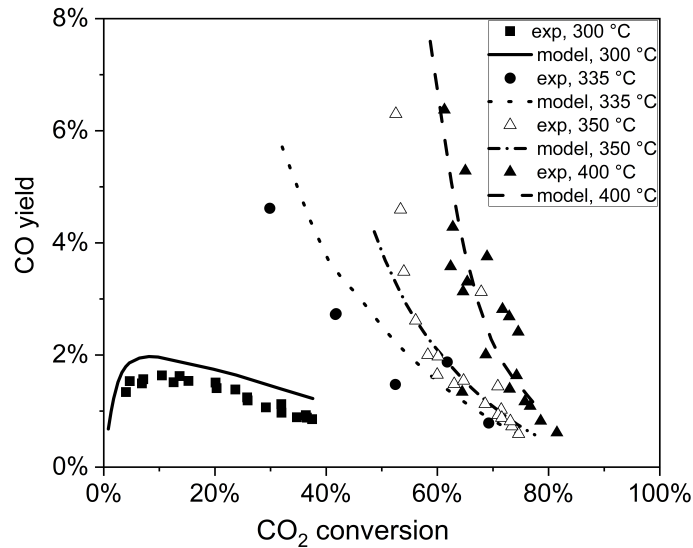 8%
6%
4%
2%
0%
CO yield
exp, 300 °C
model, 300 °C
exp, 335 °C
model, 335 °C
exp, 350 °C
model, 350 °C
exp, 400 °C
model, 400 °C
0% 20% 40% 60% 80% 100%
CO₂ conversion